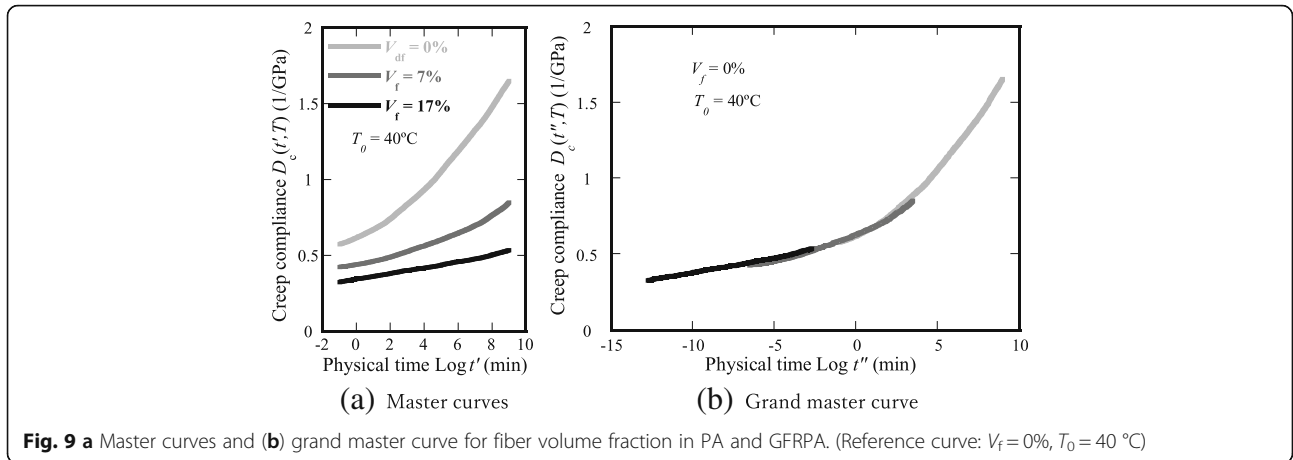 2
1.5
1
0.5
0
Creep compliance D_c(t′,T) (1/GPa)
V_df = 0%
V_f = 7%
V_f = 17%
T_0 = 40ºC
-2 0 2 4 6 8 10
Physical time Log t′ (min)
(a) Master curves
2
1.5
1
0.5
0
Creep compliance D_c(t″,T) (1/GPa)
V_f = 0%
T_0 = 40ºC
-15 -10 -5 0 5 10
Physical time Log t″ (min)
(b) Grand master curve
Fig. 9 a Master curves and (b) grand master curve for fiber volume fraction in PA and GFRPA. (Reference curve: V_f = 0%, T_0 = 40 °C)